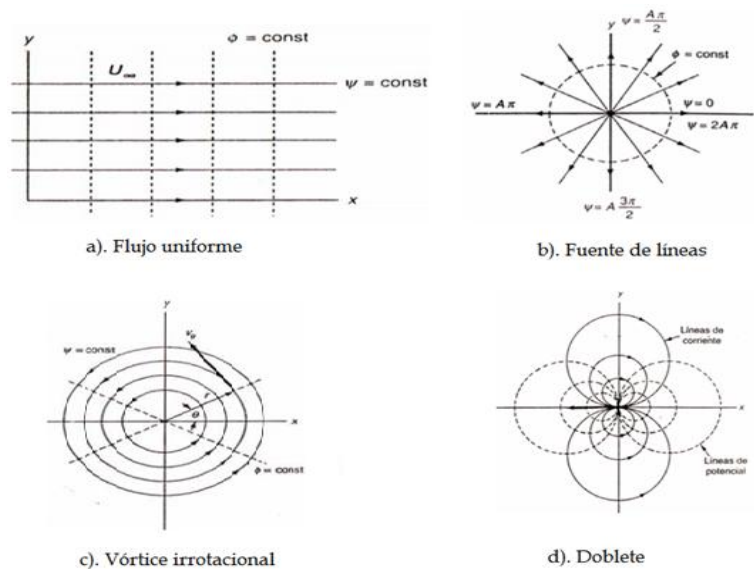 y
ϕ = const
U∞
ψ = const
x
a). Flujo uniforme
y
ψ = Aπ/2
ϕ = const
ψ = Aπ
ψ = 0
ψ = 2Aπ
ψ = A 3π/2
b). Fuente de líneas
y
vθ
ψ = const
r
θ
x
ϕ = const
c). Vórtice irrotacional
y
Líneas de
corriente
x
Líneas de
potencial
d). Doblete